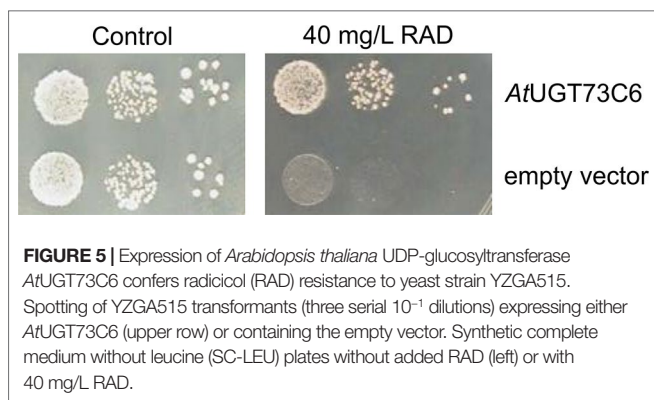 Control
40 mg/L RAD
AtUGT73C6
empty vector
FIGURE 5 | Expression of Arabidopsis thaliana UDP-glucosyltransferase
AtUGT73C6 confers radicicol (RAD) resistance to yeast strain YZGA515.
Spotting of YZGA515 transformants (three serial 10⁻¹ dilutions) expressing either
AtUGT73C6 (upper row) or containing the empty vector. Synthetic complete
medium without leucine (SC-LEU) plates without added RAD (left) or with
40 mg/L RAD.